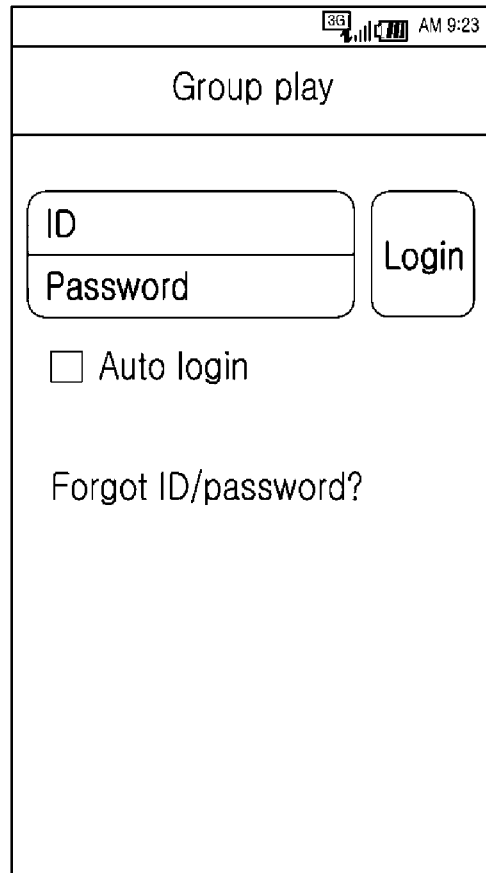 3G AM 9:23
Group play
ID
Login
Password
Auto login
Forgot ID/password?